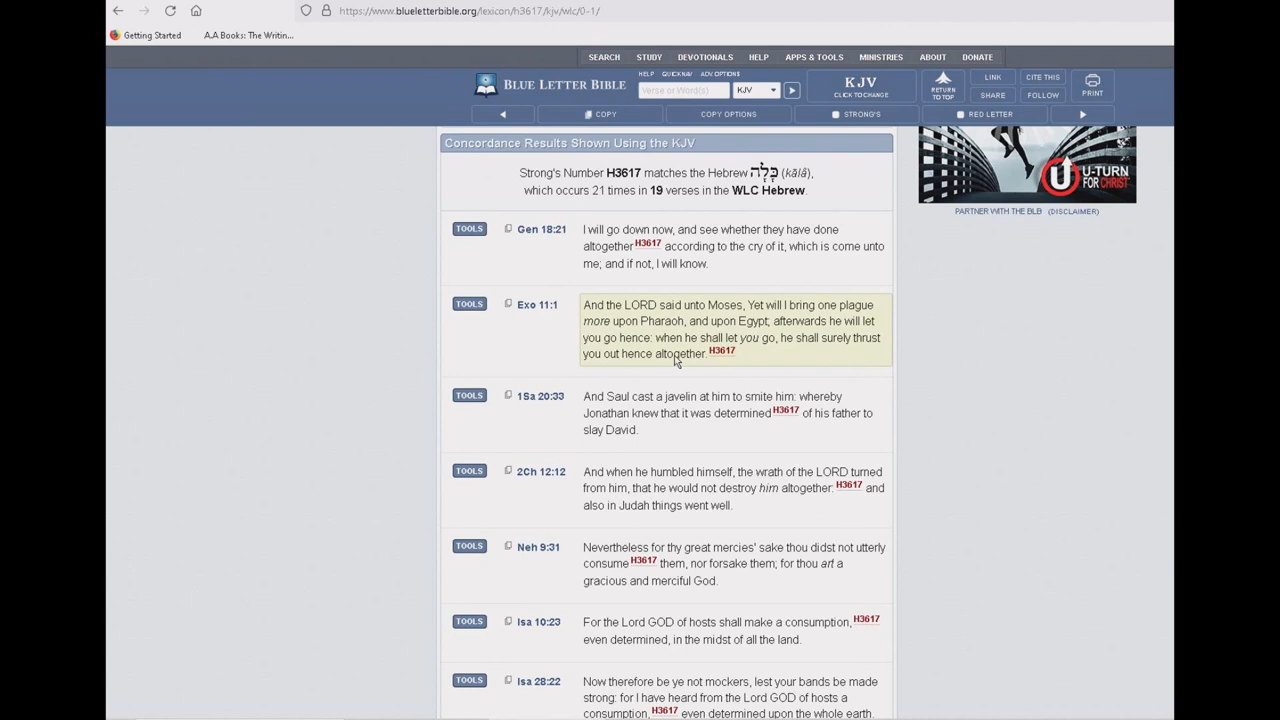 https://www.blueletterbible.org/lexicon/h3617/kjv/wlc/0-1/
Getting Started
A.A Books: The Writin...
SEARCH STUDY DEVOTIONALS HELP APPS & TOOLS MINISTRIES ABOUT DONATE
BLUE LETTER BIBLE
HELP QUICKNAV ADV OPTIONS
Verse or Word(s) KJV
KJV
CLICK TO CHANGE
RETURN
TO TOP
LINK CITE THIS
SHARE FOLLOW
PRINT
COPY COPY OPTIONS STRONG'S RED LETTER
Concordance Results Shown Using the KJV
Strong's Number H3617 matches the Hebrew כָּלָה (kālâ),
which occurs 21 times in 19 verses in the WLC Hebrew.
TOOLS Gen 18:21 I will go down now, and see whether they have done
altogether H3617 according to the cry of it, which is come unto
me; and if not, I will know.
TOOLS Exo 11:1 And the LORD said unto Moses, Yet will I bring one plague
more upon Pharaoh, and upon Egypt; afterwards he will let
you go hence: when he shall let you go, he shall surely thrust
you out hence altogether. H3617
TOOLS 1Sa 20:33 And Saul cast a javelin at him to smite him: whereby
Jonathan knew that it was determined H3617 of his father to
slay David.
TOOLS 2Ch 12:12 And when he humbled himself, the wrath of the LORD turned
from him, that he would not destroy him altogether: H3617 and
also in Judah things went well.
TOOLS Neh 9:31 Nevertheless for thy great mercies' sake thou didst not utterly
consume H3617 them, nor forsake them; for thou art a
gracious and merciful God.
TOOLS Isa 10:23 For the Lord GOD of hosts shall make a consumption, H3617
even determined, in the midst of all the land.
TOOLS Isa 28:22 Now therefore be ye not mockers, lest your bands be made
strong: for I have heard from the Lord GOD of hosts a
consumption, H3617 even determined upon the whole earth.
U-TURN
FOR CHRIST
PARTNER WITH THE BLB (DISCLAIMER)